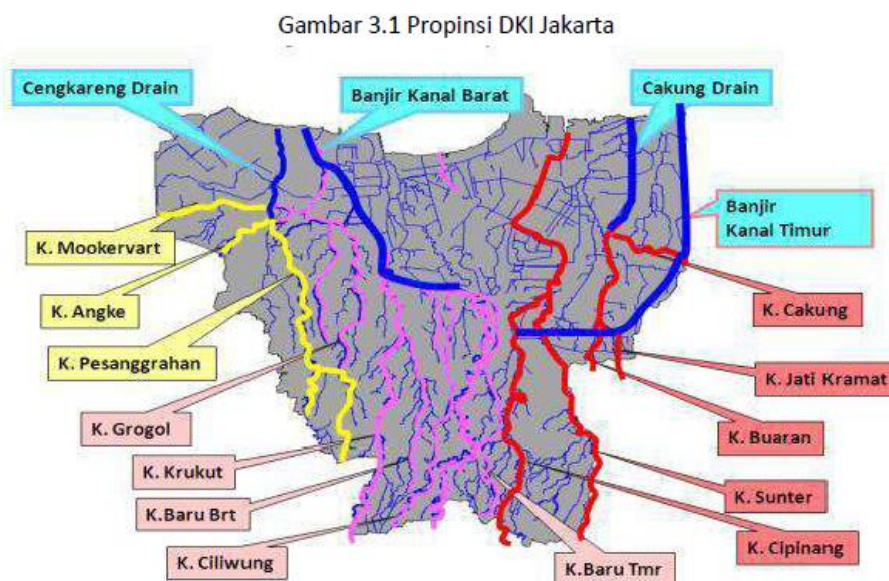 Gambar 3.1 Propinsi DKI Jakarta
Cengkareng Drain
Banjir Kanal Barat
Cakung Drain
K. Mookervart
Banjir
Kanal Timur
K. Angke
K. Cakung
K. Pesanggrahan
K. Jati Kramat
K. Grogol
K. Buaran
K. Krukut
K. Sunter
K.Baru Brt
K. Cipinang
K. Ciliwung
K.Baru Tmr